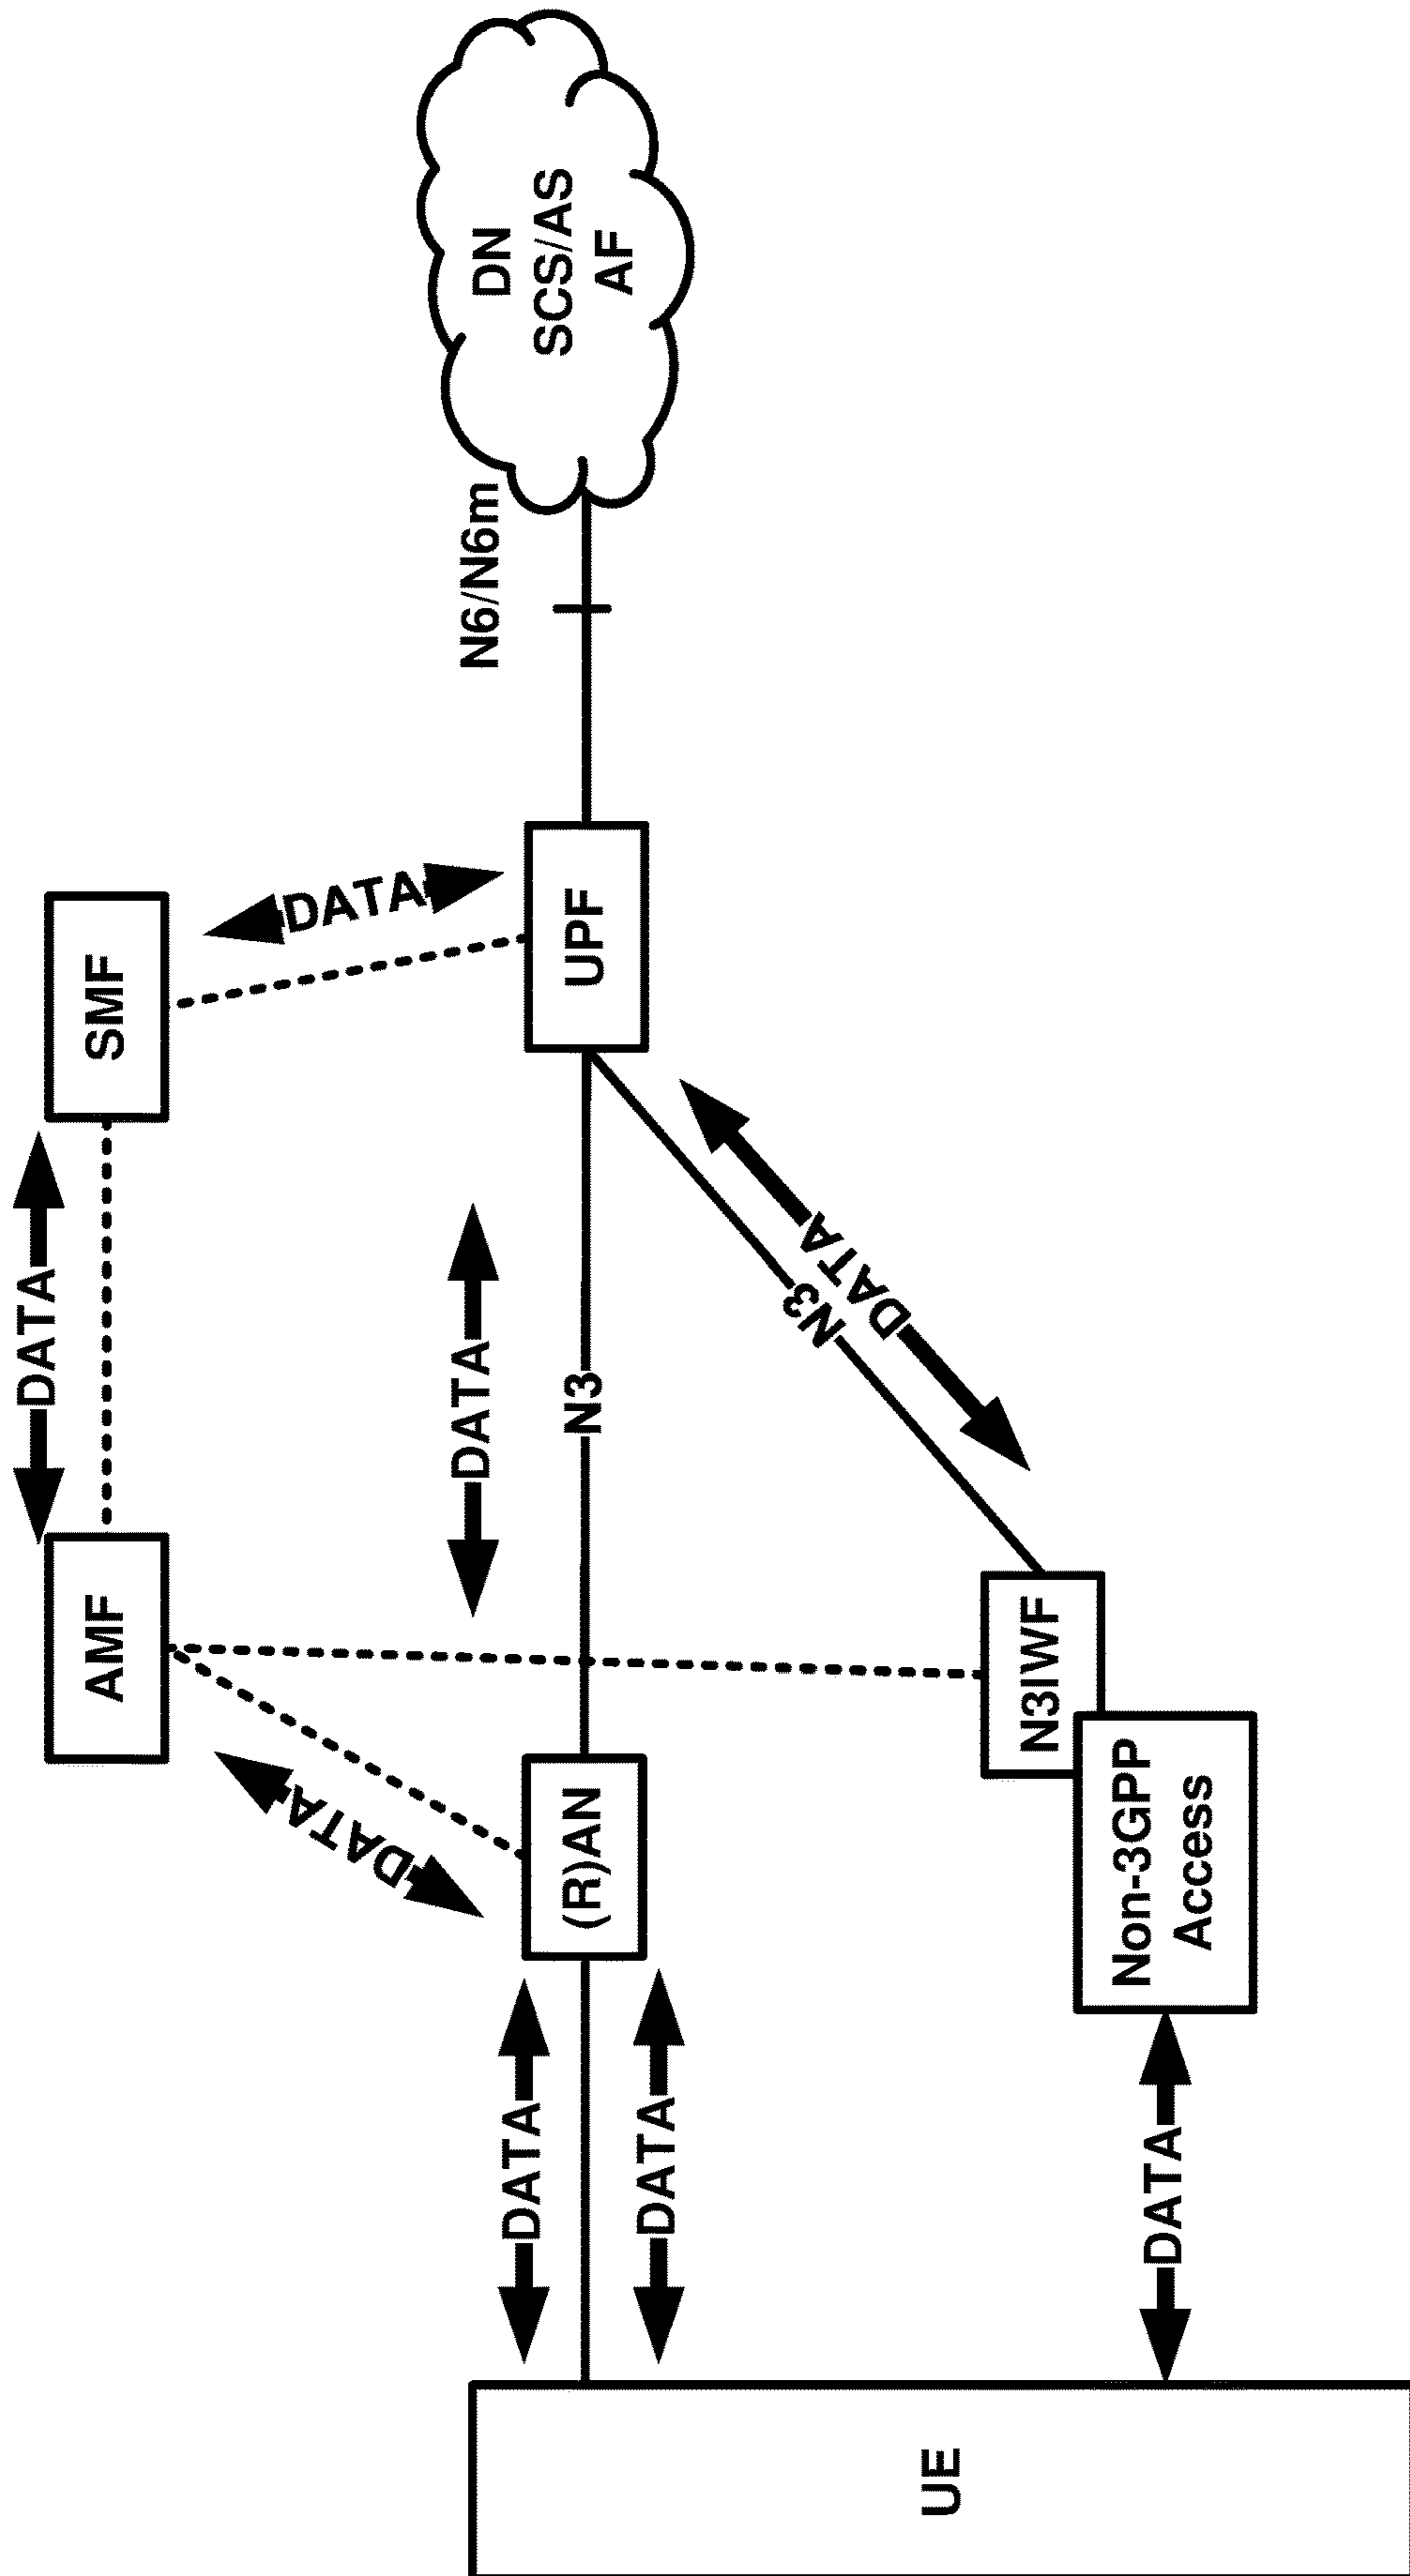 DATA
AMF
SMF
DATA
DATA
DATA
N6/N6m
DN
SCS/AS
AF
DATA
(R)AN
N3
UPF
DATA
N3
DATA
UE
N3IWF
Non-3GPP
Access
DATA